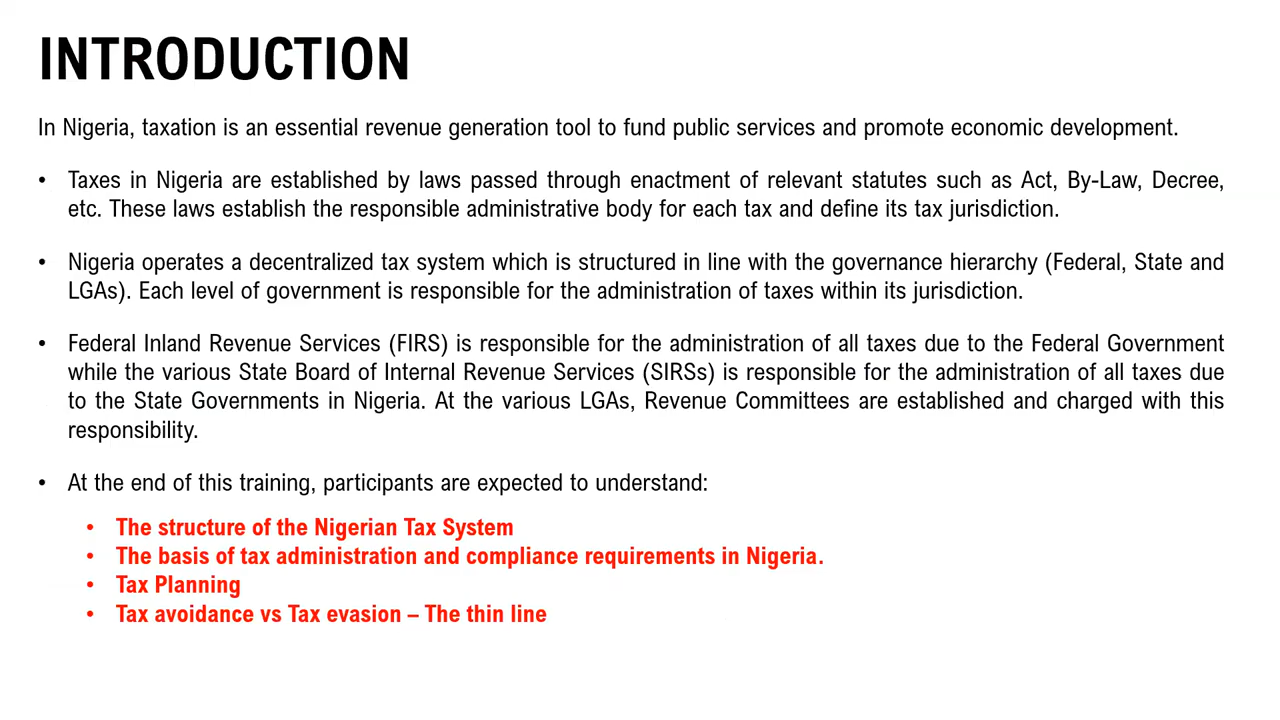 INTRODUCTION
In Nigeria, taxation is an essential revenue generation tool to fund public services and promote economic development.
• Taxes in Nigeria are established by laws passed through enactment of relevant statutes such as Act, By-Law, Decree,
etc. These laws establish the responsible administrative body for each tax and define its tax jurisdiction.
• Nigeria operates a decentralized tax system which is structured in line with the governance hierarchy (Federal, State and
LGAs). Each level of government is responsible for the administration of taxes within its jurisdiction.
• Federal Inland Revenue Services (FIRS) is responsible for the administration of all taxes due to the Federal Government
while the various State Board of Internal Revenue Services (SIRSs) is responsible for the administration of all taxes due
to the State Governments in Nigeria. At the various LGAs, Revenue Committees are established and charged with this
responsibility.
• At the end of this training, participants are expected to understand:
• The structure of the Nigerian Tax System
• The basis of tax administration and compliance requirements in Nigeria.
• Tax Planning
• Tax avoidance vs Tax evasion – The thin line